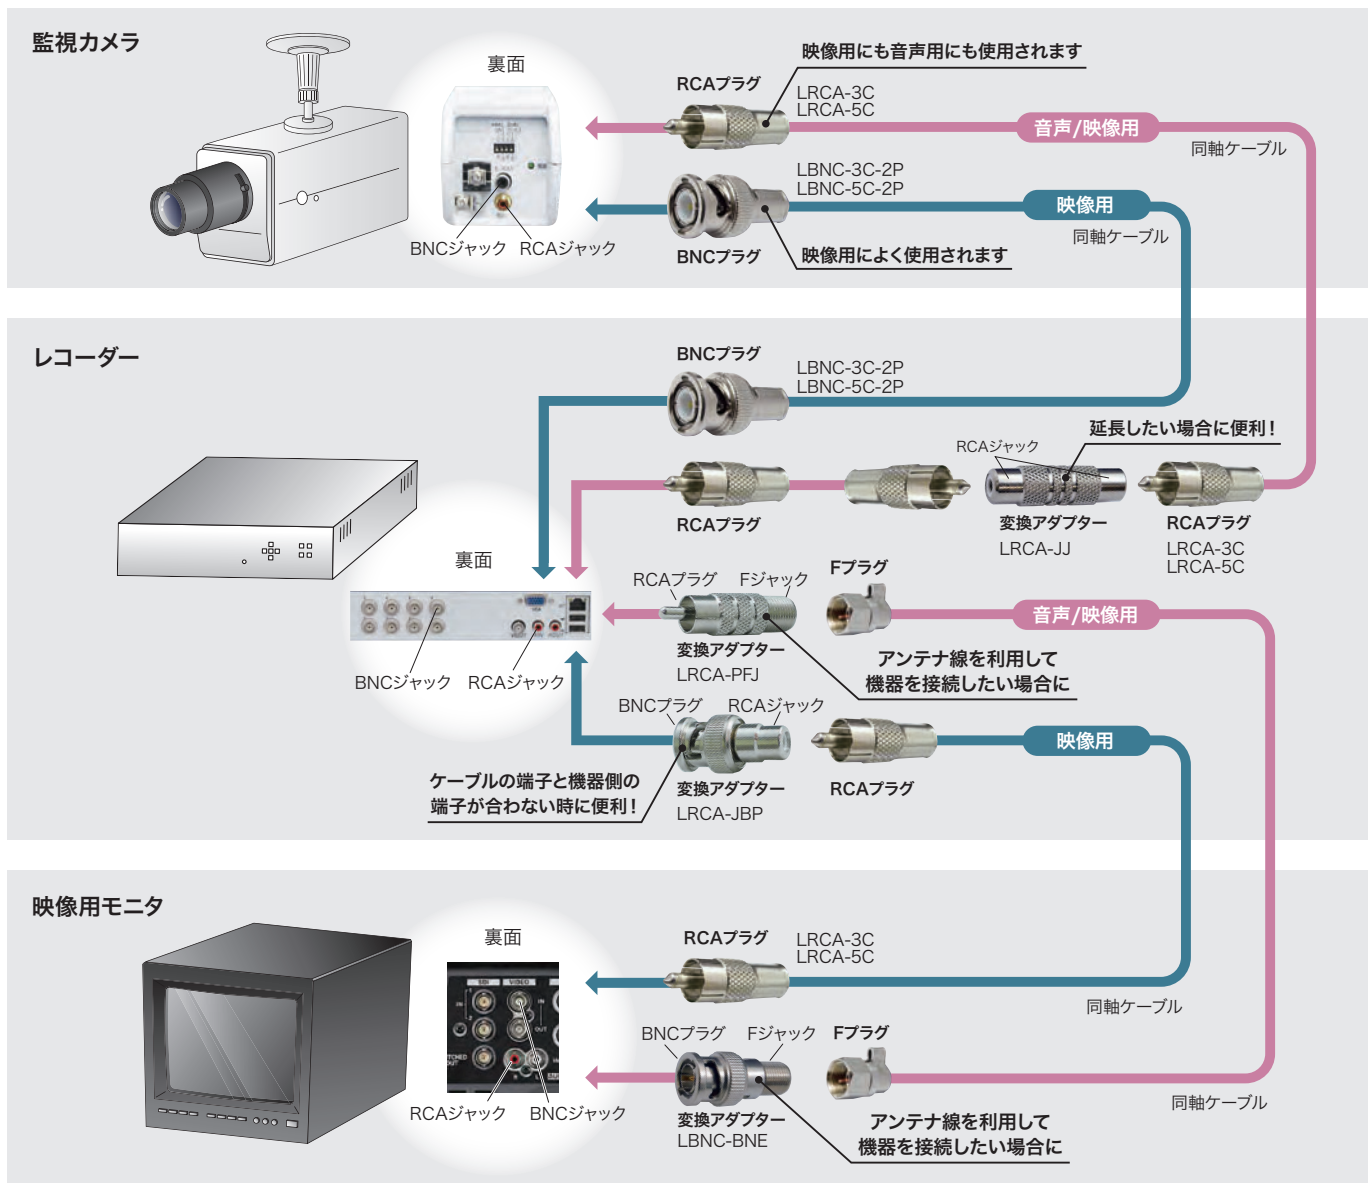 監視カメラ
裏面
BNCジャック
RCAジャック
RCAプラグ
映像用にも音声用にも使用されます
LRCA-3C
LRCA-5C
音声/映像用
同軸ケーブル
LBNC-3C-2P
LBNC-5C-2P
映像用
同軸ケーブル
BNCプラグ
映像用によく使用されます
レコーダー
BNCプラグ
LBNC-3C-2P
LBNC-5C-2P
延長したい場合に便利!
RCAジャック
RCAプラグ
変換アダプター
LRCA-JJ
RCAプラグ
LRCA-3C
LRCA-5C
裏面
BNCジャック
RCAジャック
RCAプラグ
Fジャック
Fプラグ
音声/映像用
変換アダプター
LRCA-PFJ
アンテナ線を利用して
機器を接続したい場合に
BNCプラグ
RCAジャック
映像用
ケーブルの端子と機器側の
端子が合わない時に便利!
変換アダプター
LRCA-JBP
RCAプラグ
映像用モニタ
裏面
SDI
VIDEO
IN
IN
OUT
RCAジャック
BNCジャック
RCAプラグ
LRCA-3C
LRCA-5C
同軸ケーブル
BNCプラグ
Fジャック
Fプラグ
変換アダプター
LBNC-BNE
アンテナ線を利用して
機器を接続したい場合に
同軸ケーブル